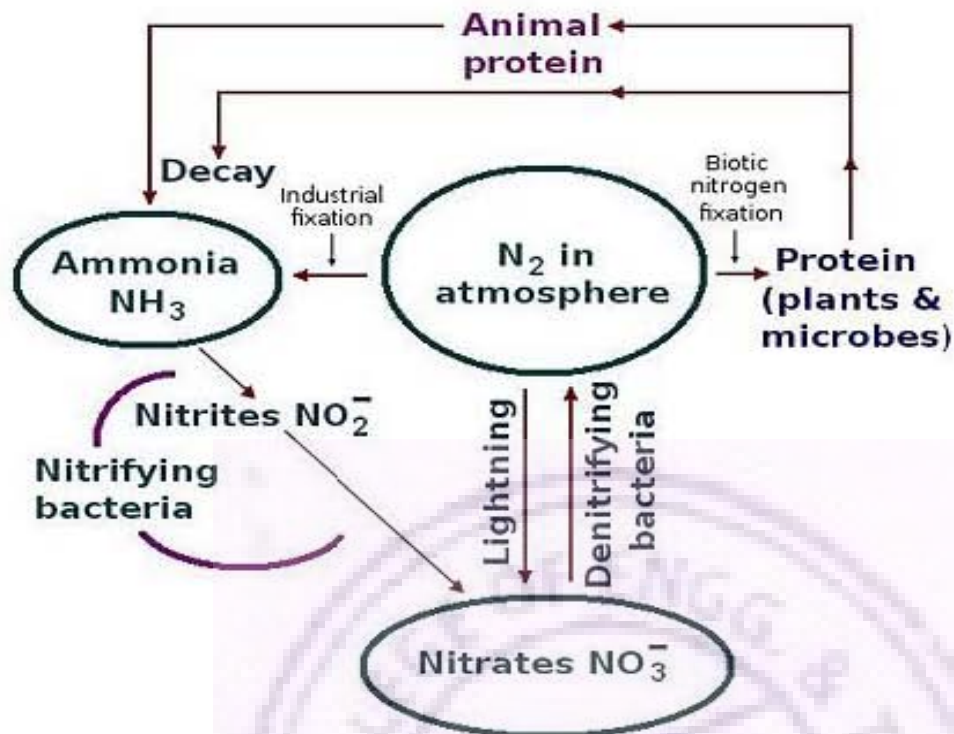 Animal
protein
Decay
Industrial
fixation
Biotic
nitrogen
fixation
Ammonia
NH₃
N₂ in
atmosphere
Protein
(plants &
microbes)
Nitrites NO₂⁻
Nitrifying
bacteria
Lightning
Denitrifying
bacteria
Nitrates NO₃⁻